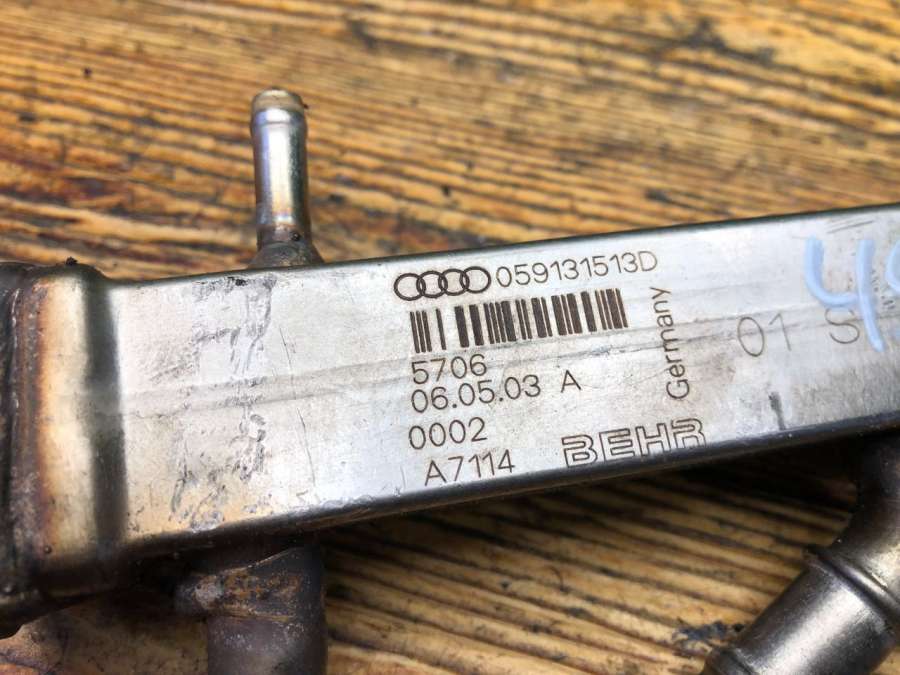 059131513D
5706
06.05.03 A
0002
A7114
BEHR
Germany
01 S